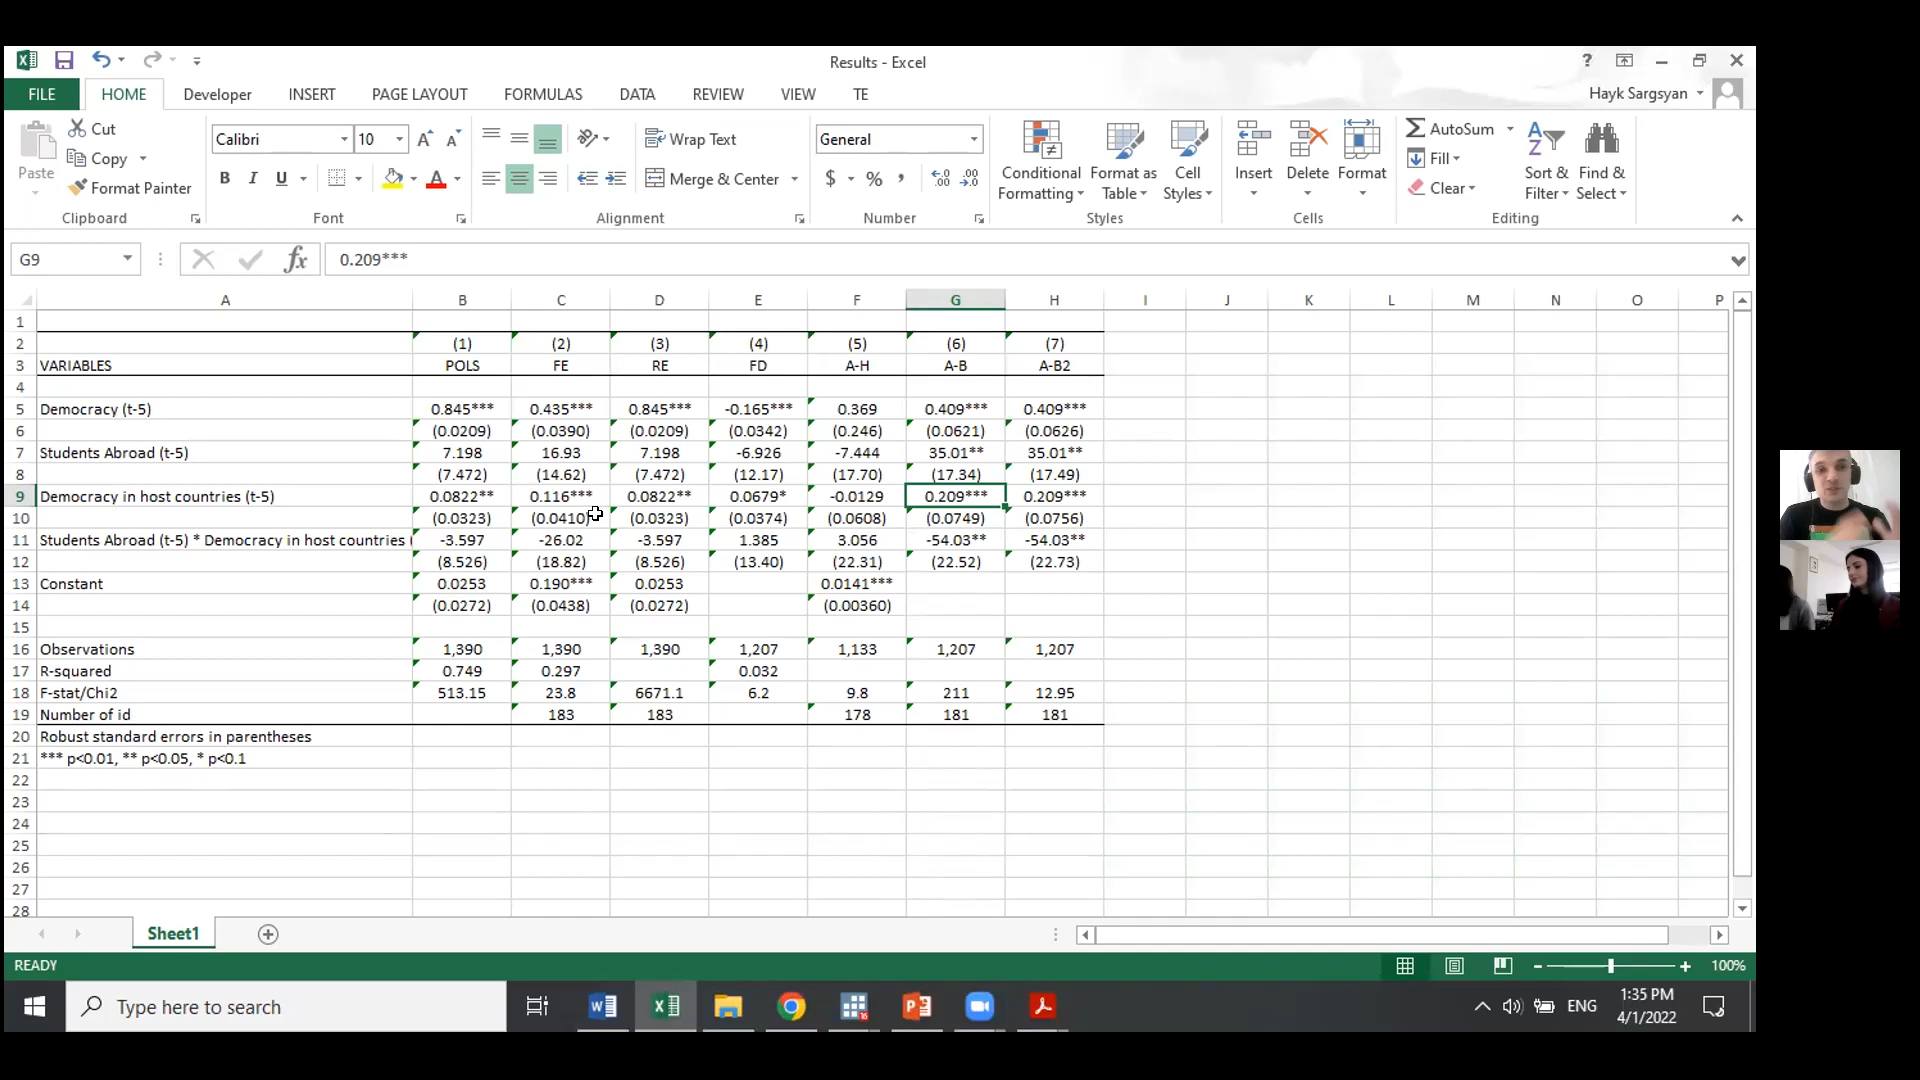 Results - Excel
FILE HOME Developer INSERT PAGE LAYOUT FORMULAS DATA REVIEW VIEW TE
Hayk Sargsyan
Paste
Cut
Copy
Format Painter
Clipboard
Calibri 10
B I U
Font
Wrap Text
Merge & Center
Alignment
General
$ % ,
Number
Conditional Formatting
Format as Table
Cell Styles
Styles
Insert Delete Format
Cells
AutoSum
Fill
Clear
Sort & Filter
Find & Select
Editing
G9 fx 0.209***
A B C D E F G H I J K L M N O P
1
2 (1) (2) (3) (4) (5) (6) (7)
3 VARIABLES POLS FE RE FD A-H A-B A-B2
4
5 Democracy (t-5) 0.845*** 0.435*** 0.845*** -0.165*** 0.369 0.409*** 0.409***
6 (0.0209) (0.0390) (0.0209) (0.0342) (0.246) (0.0621) (0.0626)
7 Students Abroad (t-5) 7.198 16.93 7.198 -6.926 -7.444 35.01** 35.01**
8 (7.472) (14.62) (7.472) (12.17) (17.70) (17.34) (17.49)
9 Democracy in host countries (t-5) 0.0822** 0.116*** 0.0822** 0.0679* -0.0129 0.209*** 0.209***
10 (0.0323) (0.0410) (0.0323) (0.0374) (0.0608) (0.0749) (0.0756)
11 Students Abroad (t-5) * Democracy in host countries ( -3.597 -26.02 -3.597 1.385 3.056 -54.03** -54.03**
12 (8.526) (18.82) (8.526) (13.40) (22.31) (22.52) (22.73)
13 Constant 0.0253 0.190*** 0.0253 0.0141***
14 (0.0272) (0.0438) (0.0272) (0.00360)
15
16 Observations 1,390 1,390 1,390 1,207 1,133 1,207 1,207
17 R-squared 0.749 0.297 0.032
18 F-stat/Chi2 513.15 23.8 6671.1 6.2 9.8 211 12.95
19 Number of id 183 183 178 181 181
20 Robust standard errors in parentheses
21 *** p<0.01, ** p<0.05, * p<0.1
22
23
24
25
26
27
28
Sheet1
READY
100%
Type here to search
ENG
1:35 PM
4/1/2022